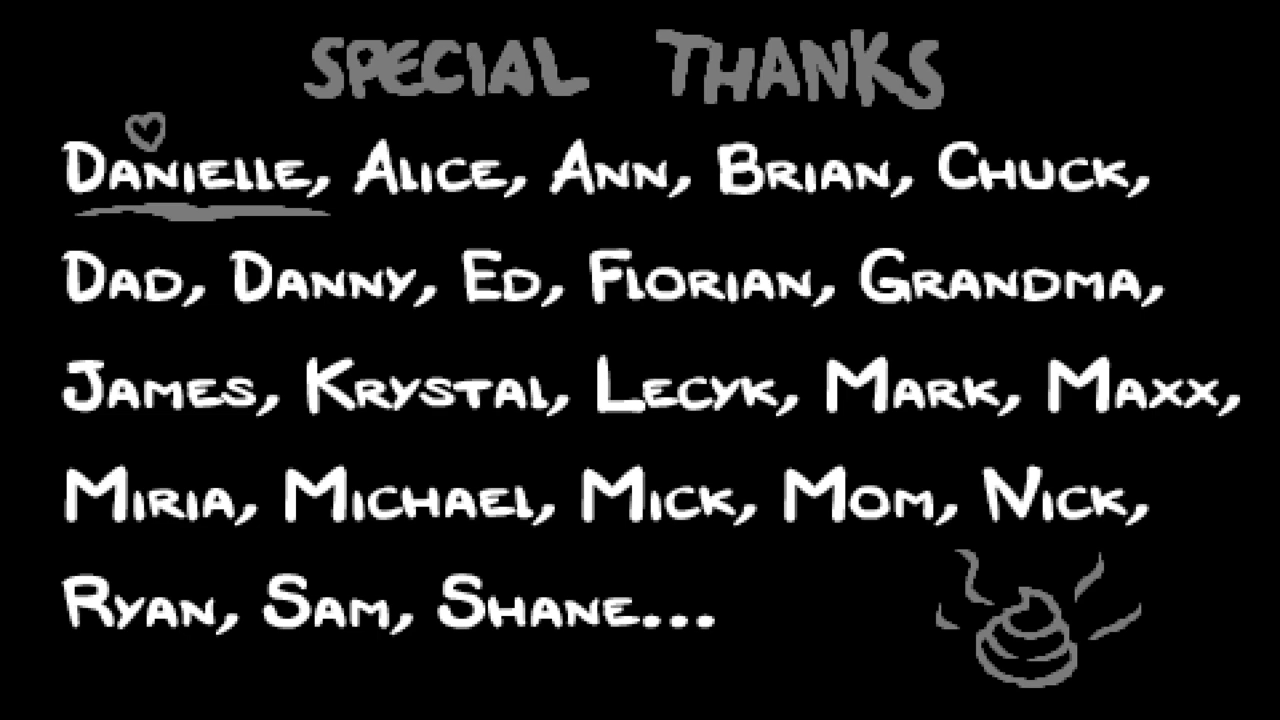 SPECIAL THANKS
Danielle, Alice, Ann, Brian, Chuck,
Dad, Danny, Ed, Florian, Grandma,
James, Krystal, Lecyk, Mark, Maxx,
Miria, Michael, Mick, Mom, Nick,
Ryan, Sam, Shane...